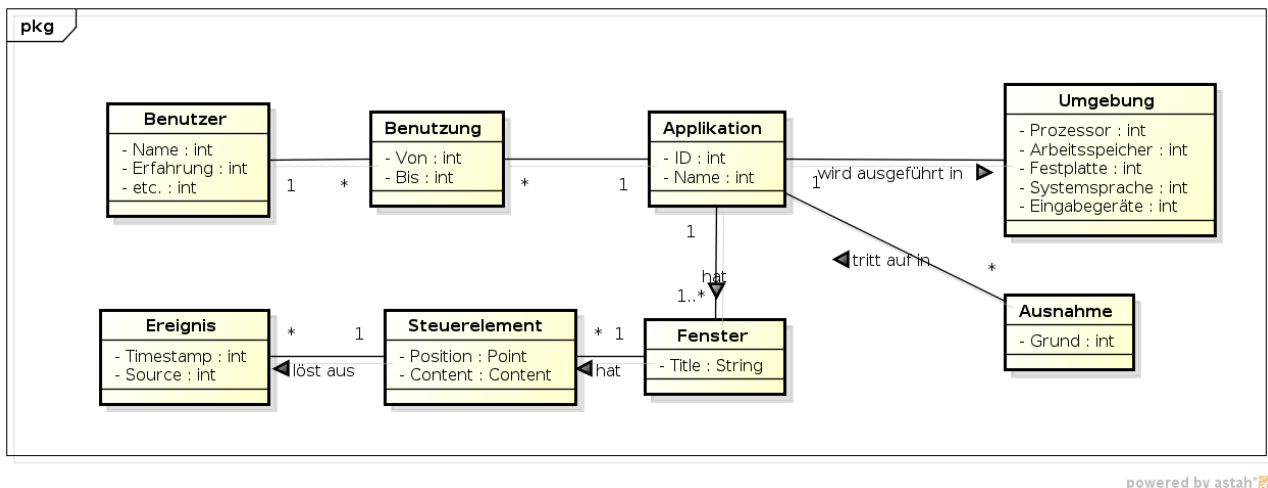 pkg
Benutzer
- Name : int
- Erfahrung : int
- etc. : int
1
*
Benutzung
- Von : int
- Bis : int
*
1
Applikation
- ID : int
- Name : int
1
wird ausgeführt in
Umgebung
- Prozessor : int
- Arbeitsspeicher : int
- Festplatte : int
- Systemsprache : int
- Eingabegeräte : int
1
hat
1..*
tritt auf in
*
Ausnahme
- Grund : int
Ereignis
- Timestamp : int
- Source : int
*
1
löst aus
Steuerelement
- Position : Point
- Content : Content
*
1
hat
Fenster
- Title : String
powered by astah*